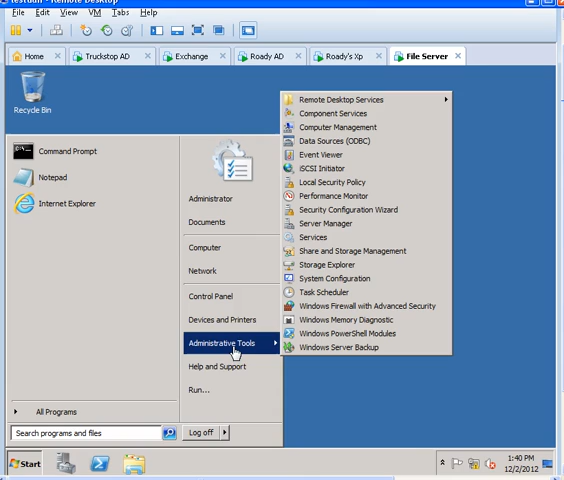 Remote Desktop
File Edit View VM Tabs Help
Home Truckstop AD Exchange Roady AD Roady's Xp File Server
Recycle Bin
Command Prompt
Notepad
Internet Explorer
All Programs
Search programs and files
Administrator
Documents
Computer
Network
Control Panel
Devices and Printers
Administrative Tools
Help and Support
Run...
Log off
Remote Desktop Services
Component Services
Computer Management
Data Sources (ODBC)
Event Viewer
iSCSI Initiator
Local Security Policy
Performance Monitor
Security Configuration Wizard
Server Manager
Services
Share and Storage Management
Storage Explorer
System Configuration
Task Scheduler
Windows Firewall with Advanced Security
Windows Memory Diagnostic
Windows PowerShell Modules
Windows Server Backup
Start
1:40 PM
12/2/2012